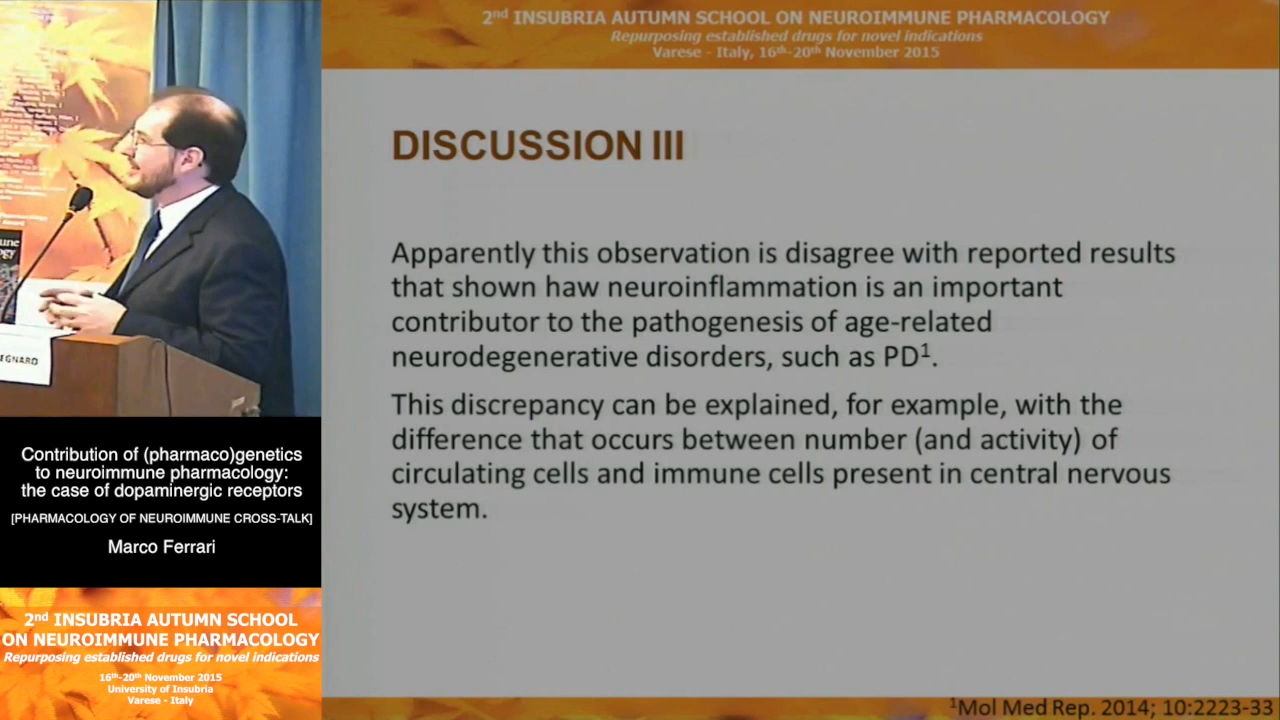 2nd INSUBRIA AUTUMN SCHOOL ON NEUROIMMUNE PHARMACOLOGY
Repurposing established drugs for novel indications
Varese - Italy, 16th-20th November 2015
DISCUSSION III
Apparently this observation is disagree with reported results
that shown haw neuroinflammation is an important
contributor to the pathogenesis of age-related
neurodegenerative disorders, such as PD1.
This discrepancy can be explained, for example, with the
difference that occurs between number (and activity) of
circulating cells and immune cells present in central nervous
system.
1Mol Med Rep. 2014; 10:2223-33
EGNARO
Contribution of (pharmaco)genetics
to neuroimmune pharmacology:
the case of dopaminergic receptors
[PHARMACOLOGY OF NEUROIMMUNE CROSS-TALK]
Marco Ferrari
2nd INSUBRIA AUTUMN SCHOOL
ON NEUROIMMUNE PHARMACOLOGY
Repurposing established drugs for novel indications
16th-20th November 2015
University of Insubria
Varese - Italy